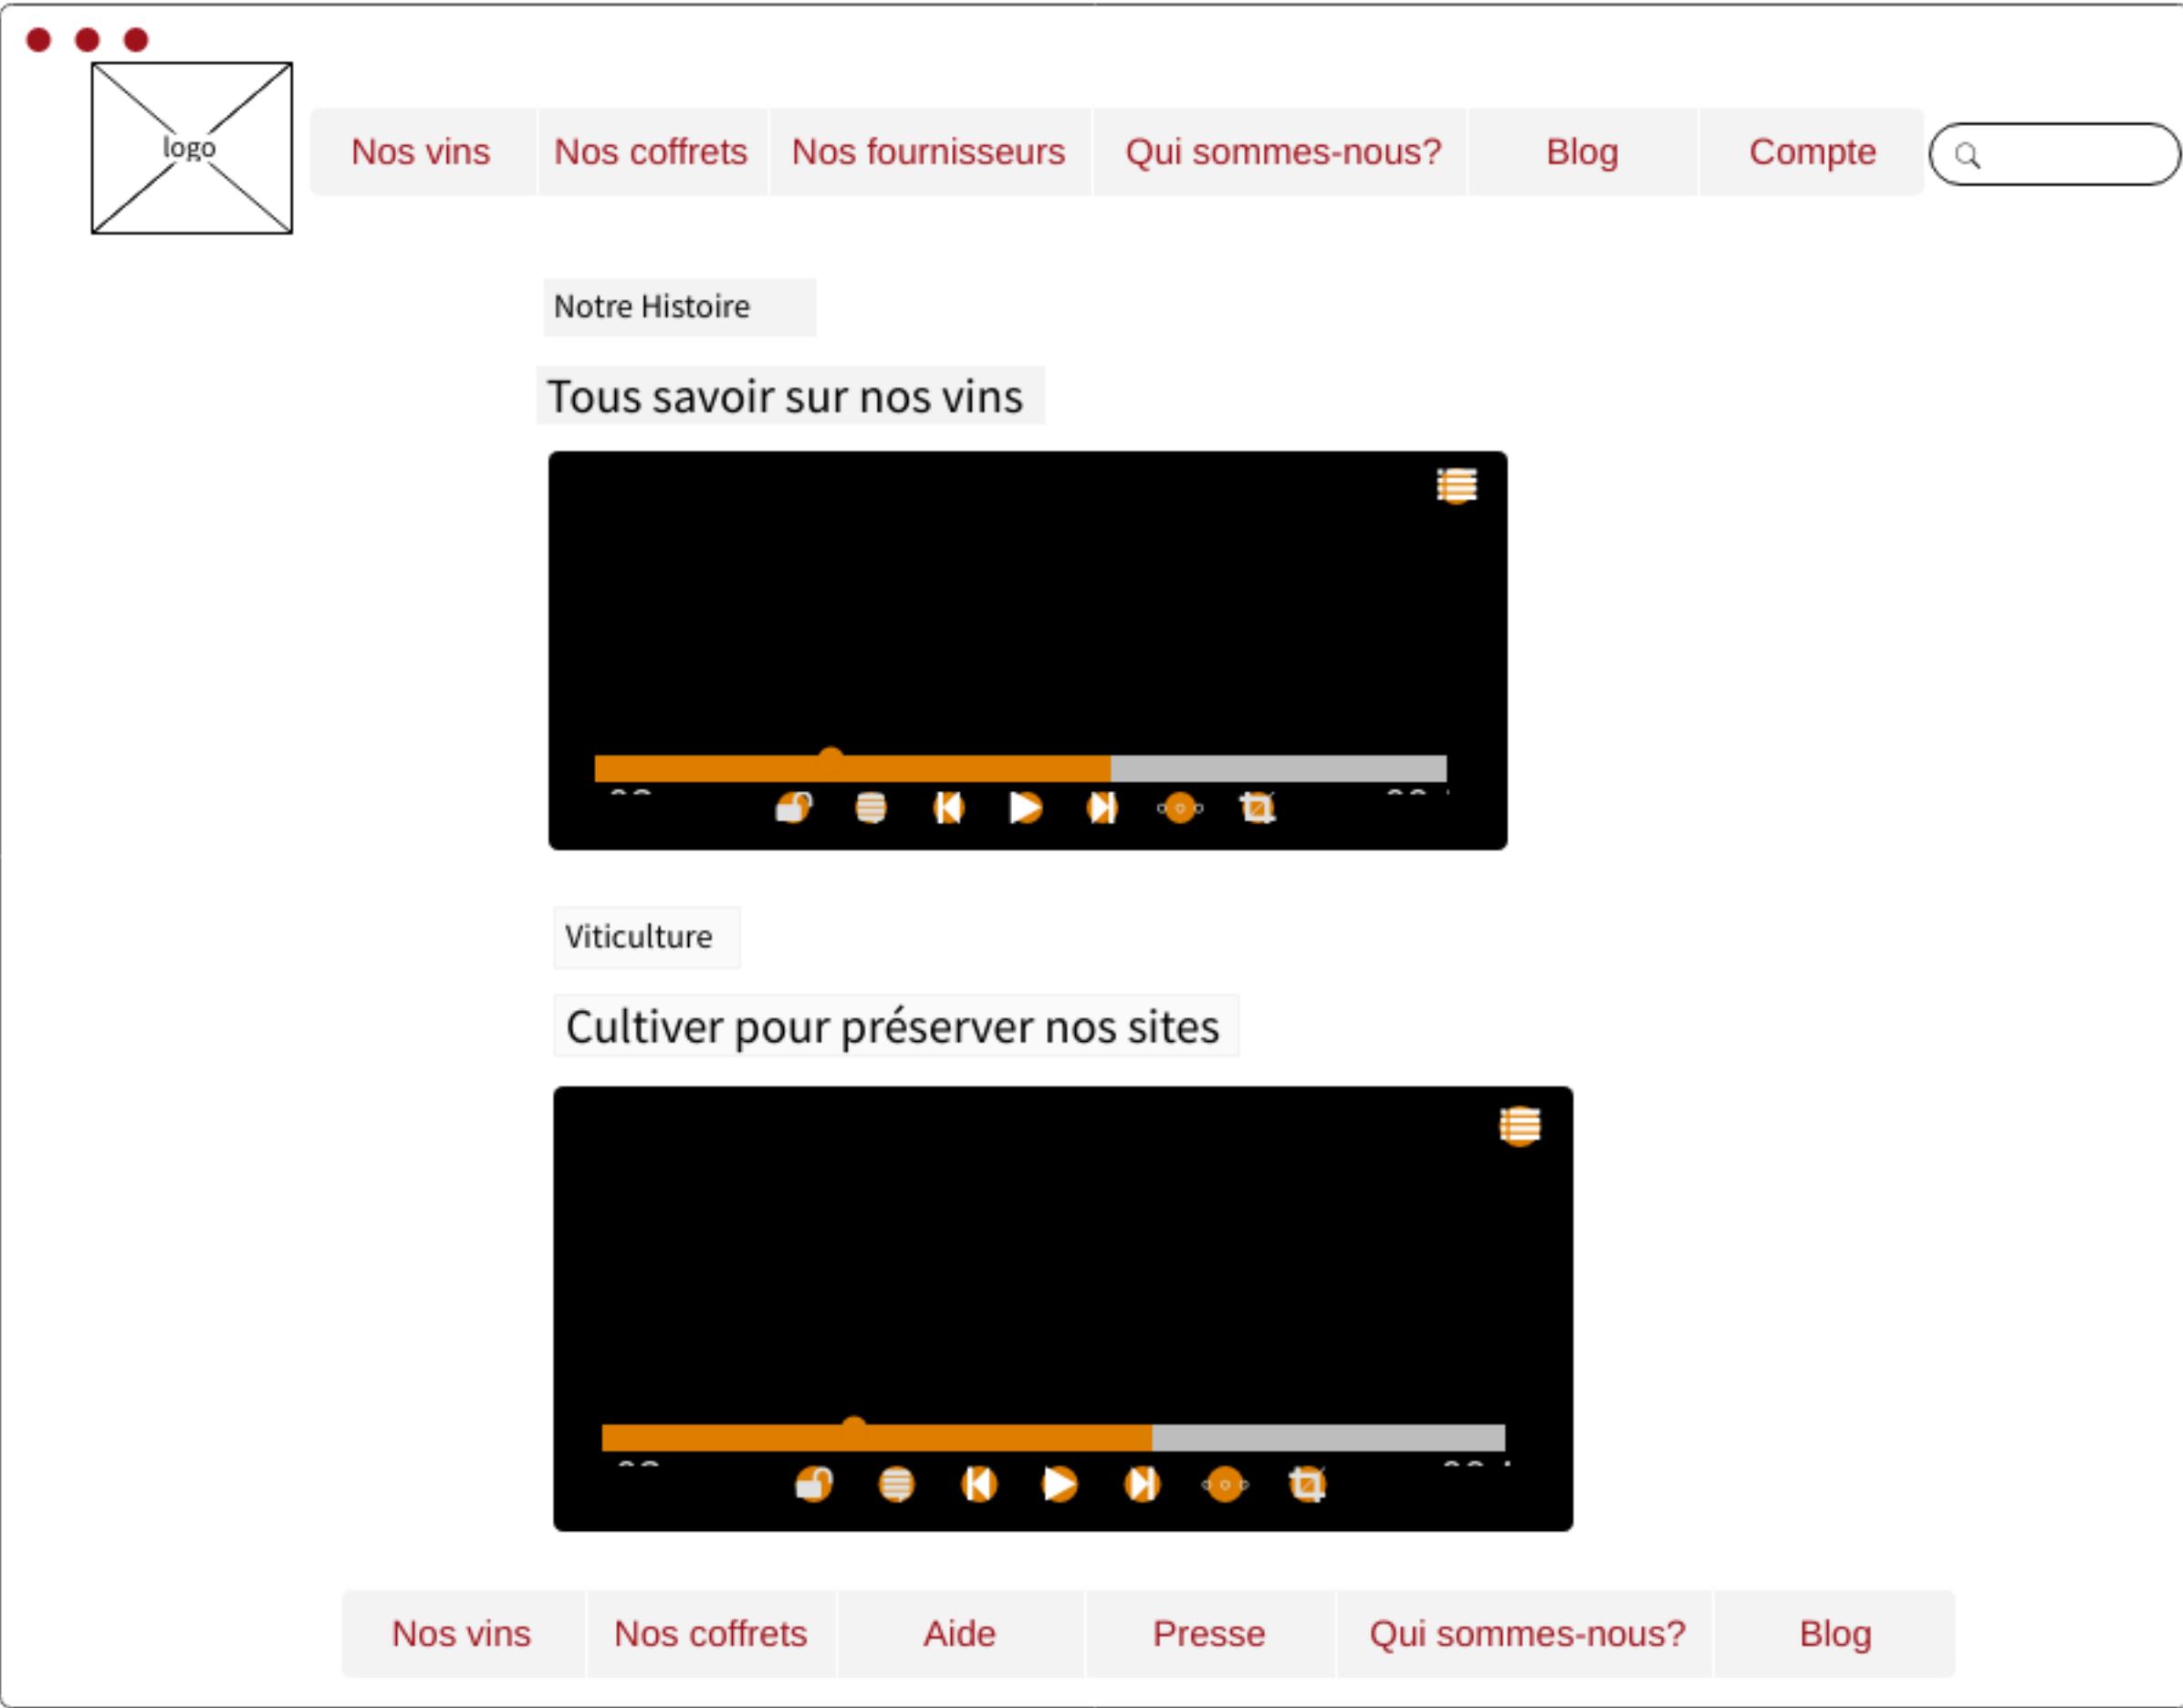 logo
Nos vins Nos coffrets Nos fournisseurs Qui sommes-nous? Blog Compte
Notre Histoire
Tous savoir sur nos vins
Viticulture
Cultiver pour préserver nos sites
Nos vins Nos coffrets Aide Presse Qui sommes-nous? Blog